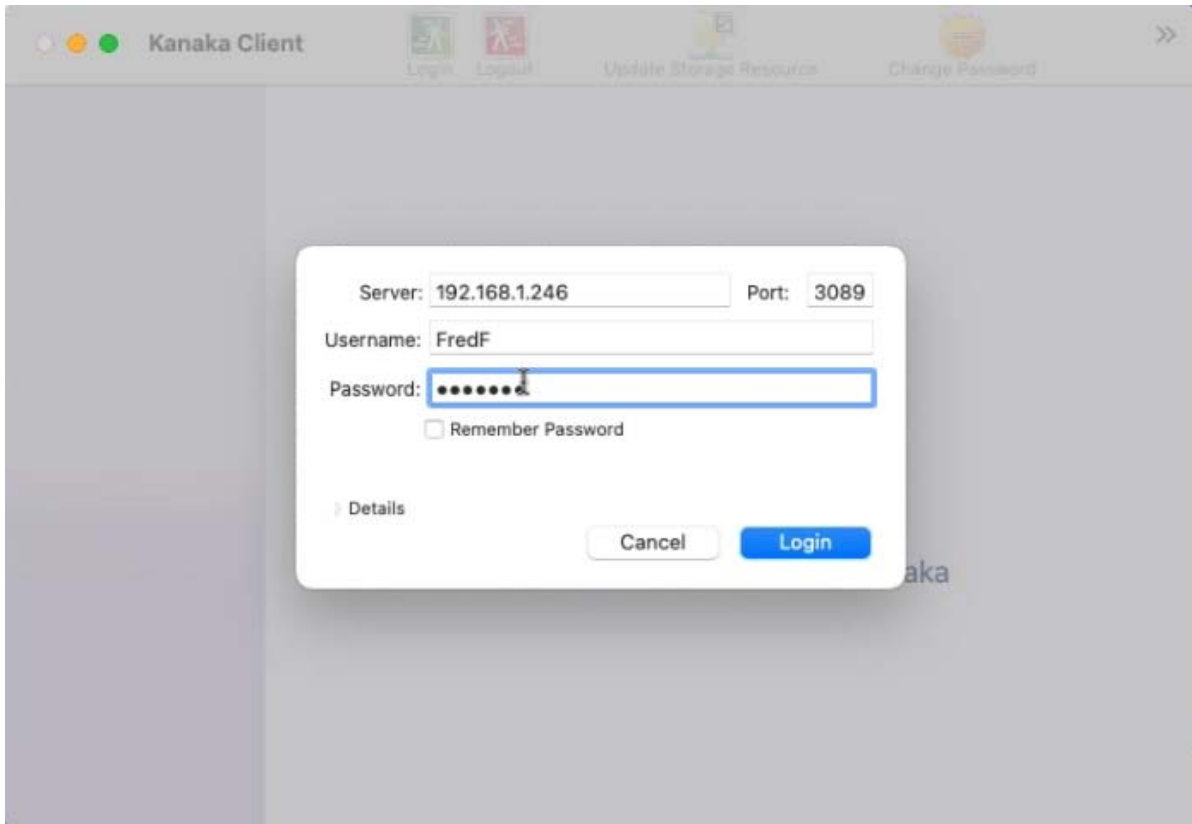 Kanaka Client
Login Logout Update Storage Resource Change Password
Server: 192.168.1.246 Port: 3089
Username: FredF
Password: •••••••
Remember Password
Details
Cancel Login
aka